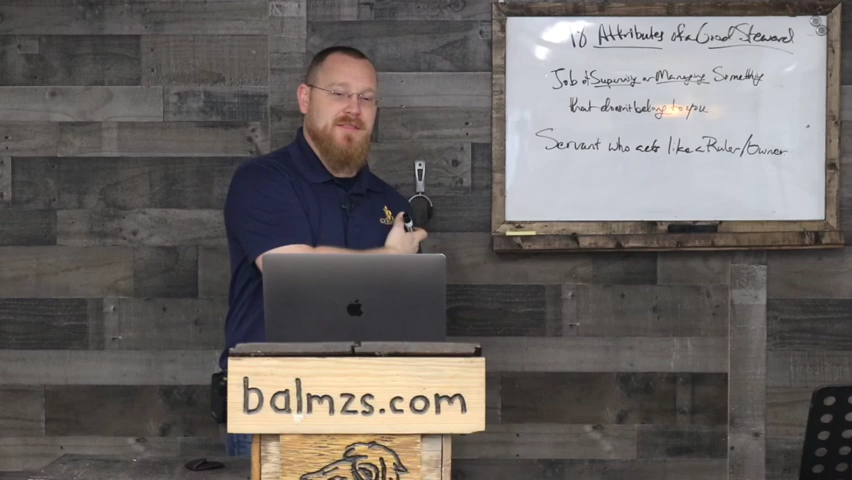 18 Attributes of a Good Steward
Job of Supervising or Managing Something
that doesn't belong to you
Servant who acts like a Ruler/Owner
balmzs.com